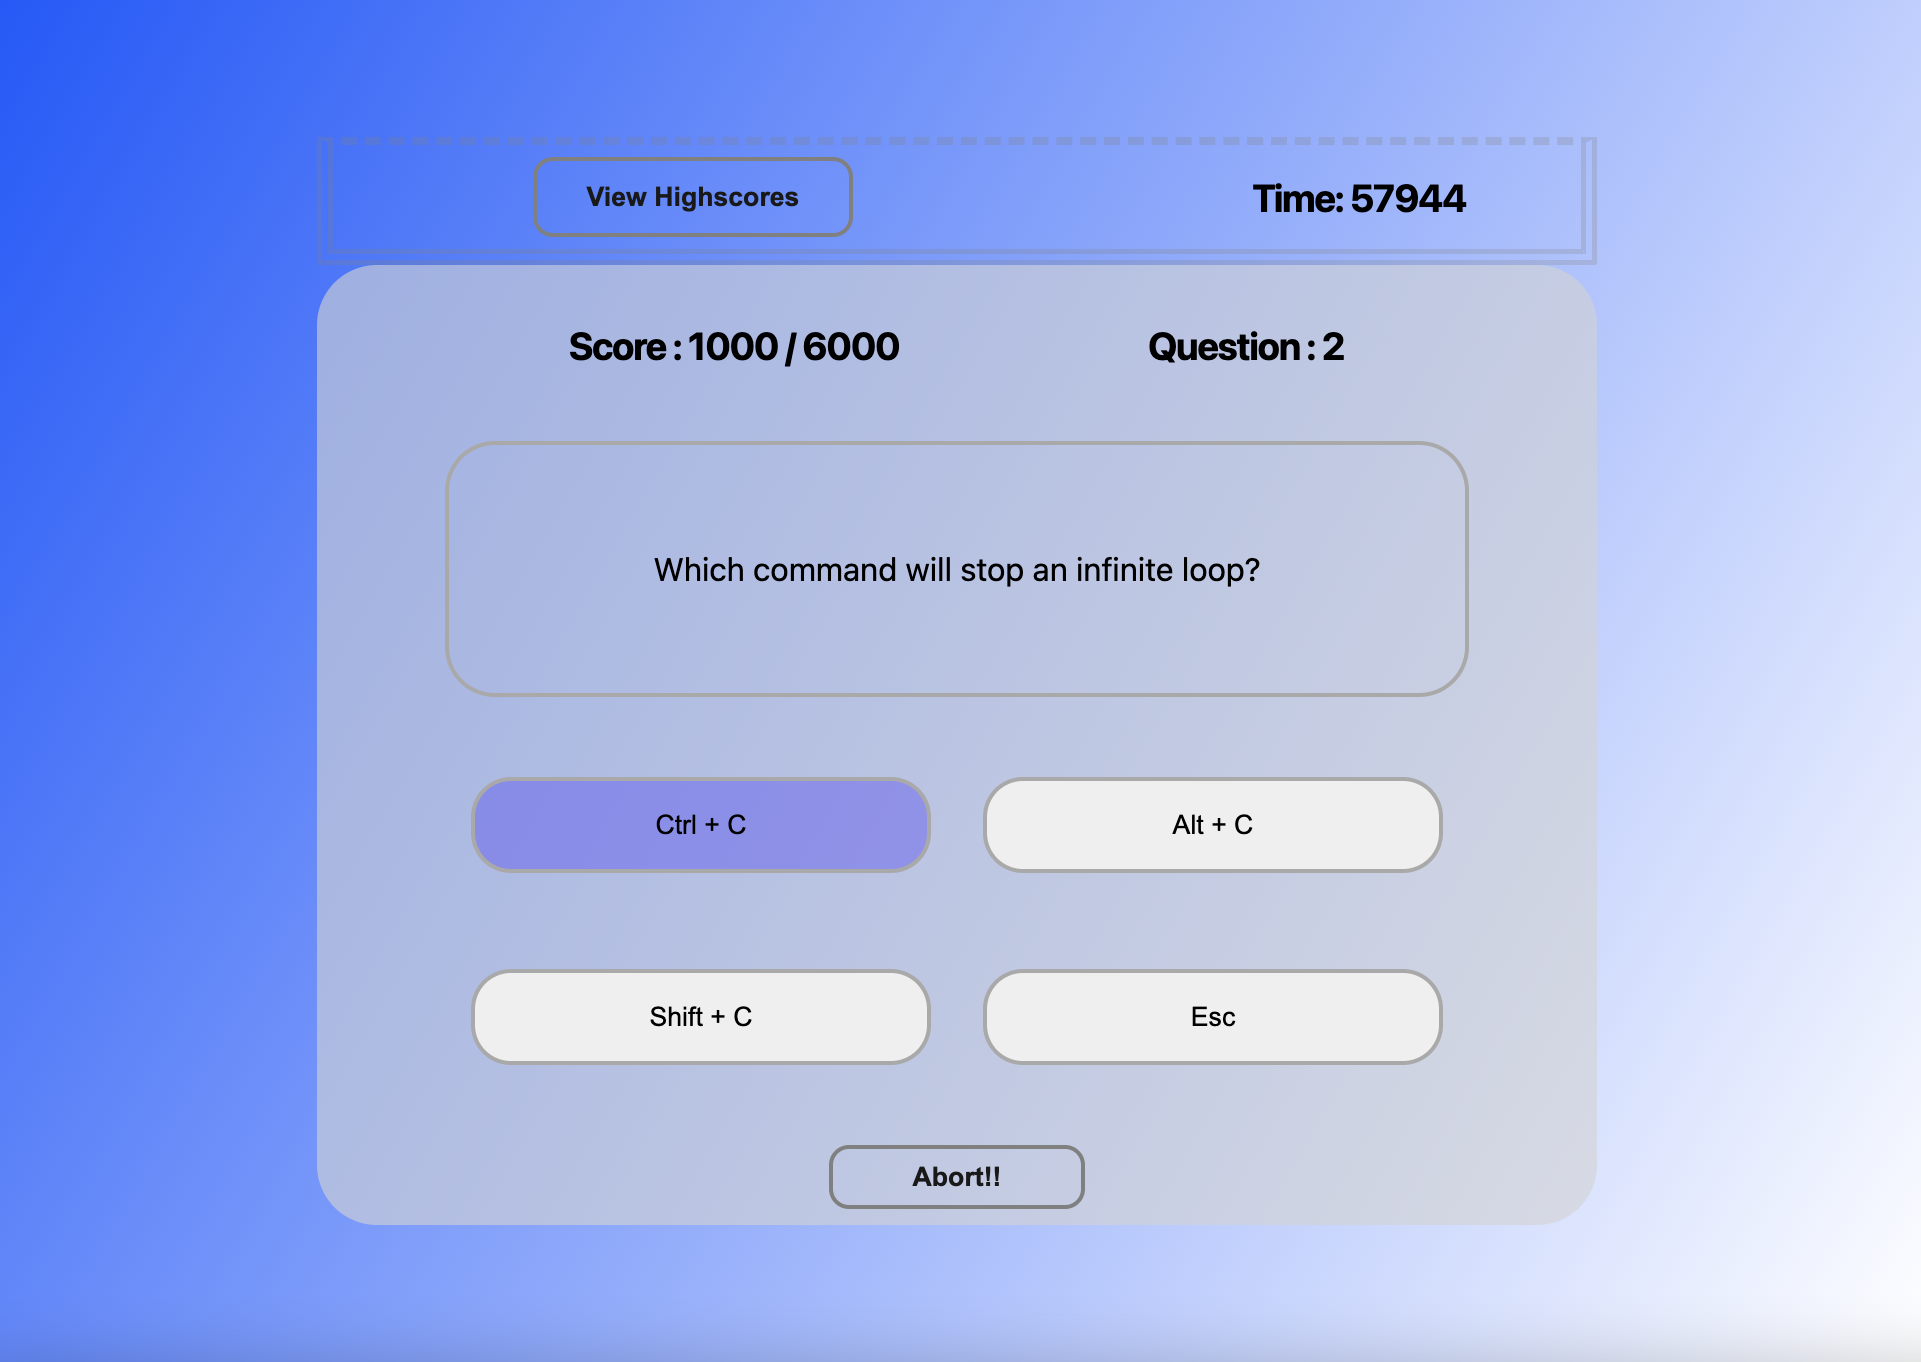 View Highscores
Time: 57944
Score : 1000 / 6000
Question : 2
Which command will stop an infinite loop?
Ctrl + C
Alt + C
Shift + C
Esc
Abort!!